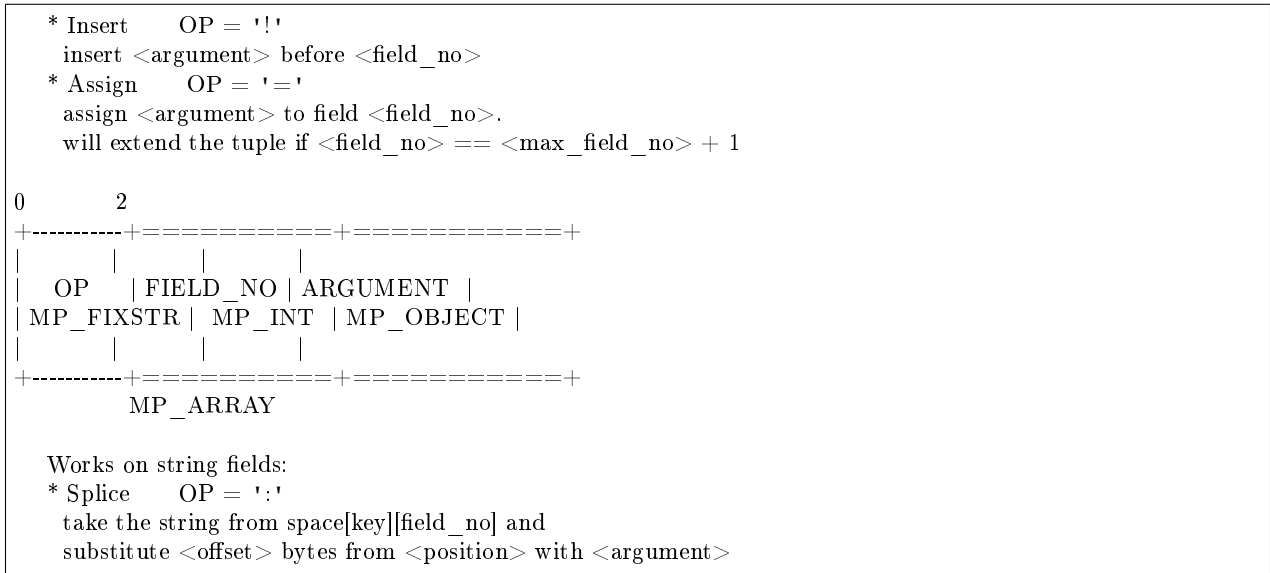 * Insert OP = '!'
insert <argument> before <field_no>
* Assign OP = '='
assign <argument> to field <field_no>.
will extend the tuple if <field_no> == <max_field_no> + 1
0 2
+-----------+==========+===========+
| | | |
| OP | FIELD_NO | ARGUMENT |
| MP_FIXSTR | MP_INT | MP_OBJECT |
| | | |
+-----------+==========+===========+
MP_ARRAY
Works on string fields:
* Splice OP = ':'
take the string from space[key][field_no] and
substitute <offset> bytes from <position> with <argument>